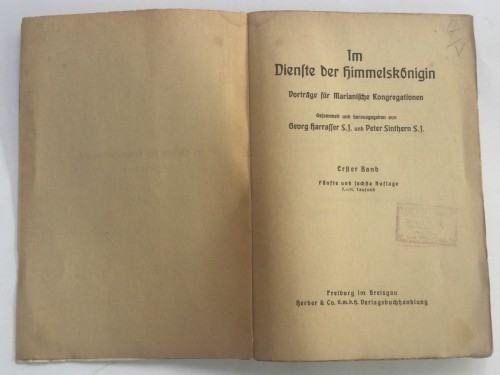 Im
Dienste der Himmelskönigin
Vorträge für Marianische Kongregationen
Gesammelt und herausgegeben von
Georg Harrasser S.J. und Peter Sinthern S.J.
Erster Band
Fünfte und sechste Auflage
Tausend
Freiburg im Breisgau
Herder & Co. G.m.b.H. Verlagsbuchhandlung